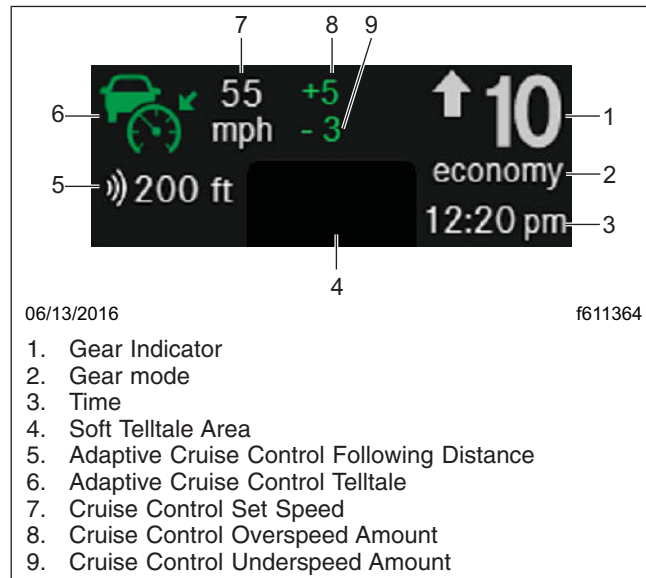 7 8 9
55 +5 10
mph - 3
6 1
economy 2
5 200 ft
12:20 pm 3
4
06/13/2016 f611364
1. Gear Indicator
2. Gear mode
3. Time
4. Soft Telltale Area
5. Adaptive Cruise Control Following Distance
6. Adaptive Cruise Control Telltale
7. Cruise Control Set Speed
8. Cruise Control Overspeed Amount
9. Cruise Control Underspeed Amount